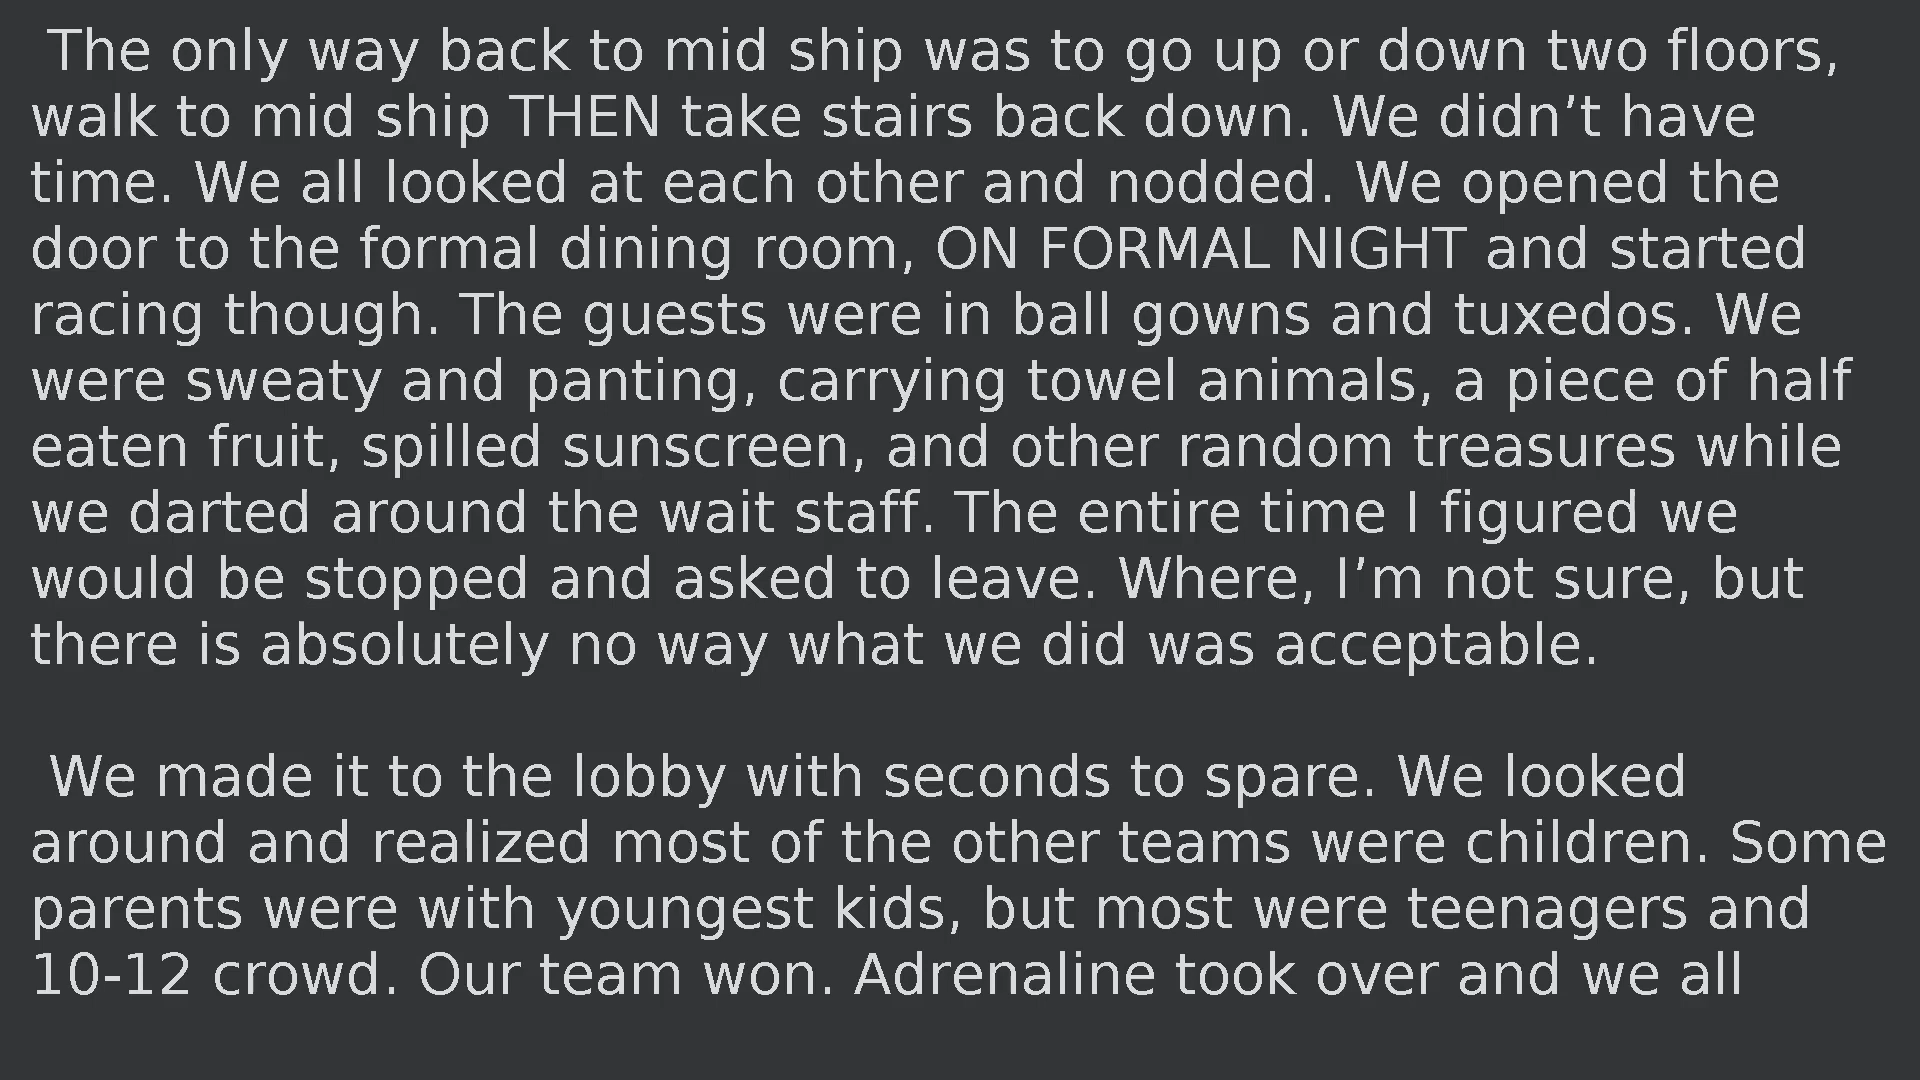 The only way back to mid ship was to go up or down two floors,
walk to mid ship THEN take stairs back down. We didn’t have
time. We all looked at each other and nodded. We opened the
door to the formal dining room, ON FORMAL NIGHT and started
racing though. The guests were in ball gowns and tuxedos. We
were sweaty and panting, carrying towel animals, a piece of half
eaten fruit, spilled sunscreen, and other random treasures while
we darted around the wait staff. The entire time I figured we
would be stopped and asked to leave. Where, I’m not sure, but
there is absolutely no way what we did was acceptable.
We made it to the lobby with seconds to spare. We looked
around and realized most of the other teams were children. Some
parents were with youngest kids, but most were teenagers and
10-12 crowd. Our team won. Adrenaline took over and we all